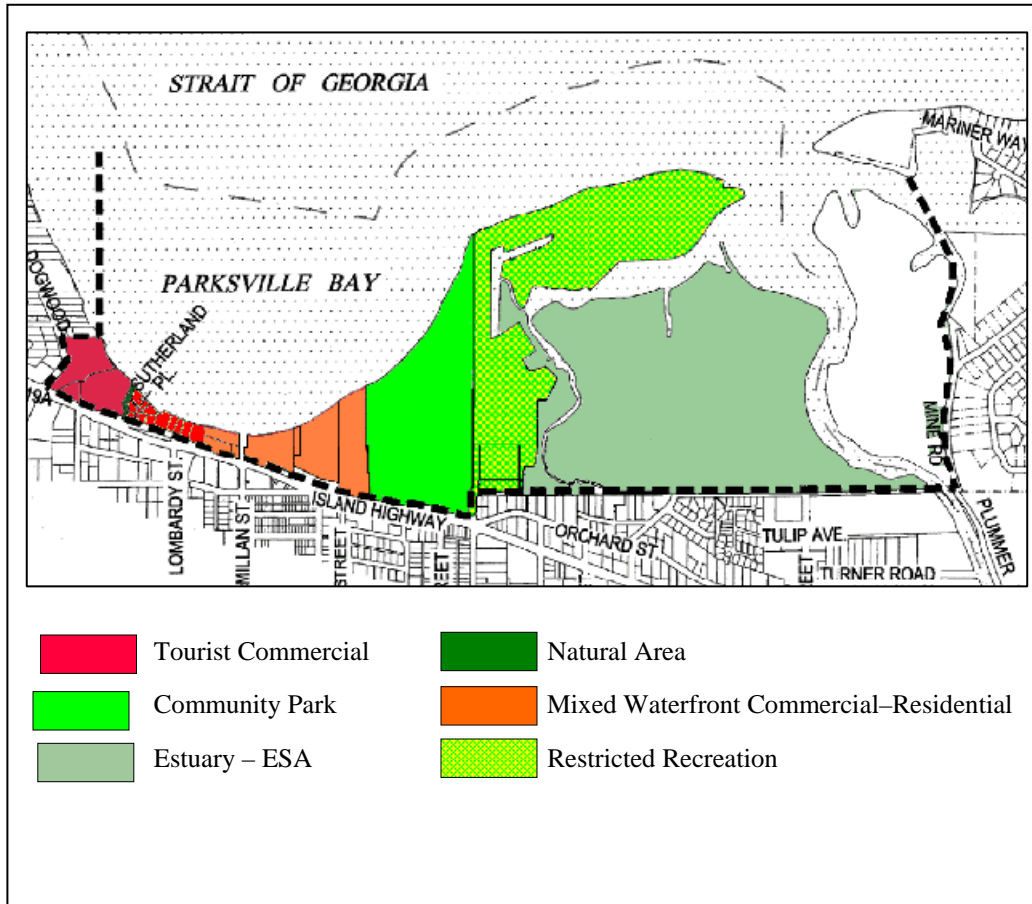 STRAIT OF GEORGIA
MARINER WAY
DOGWOOD
PARKSVILLE BAY
SUTHERLAND
PL.
19A
MINE RD
LOMBARDY ST.
MILLAN ST.
STREET
ISLAND HIGHWAY
REET
ORCHARD ST
TULIP AVE.
REET
TURNER ROAD
PLUMMER
Tourist Commercial
Natural Area
Community Park
Mixed Waterfront Commercial–Residential
Estuary – ESA
Restricted Recreation